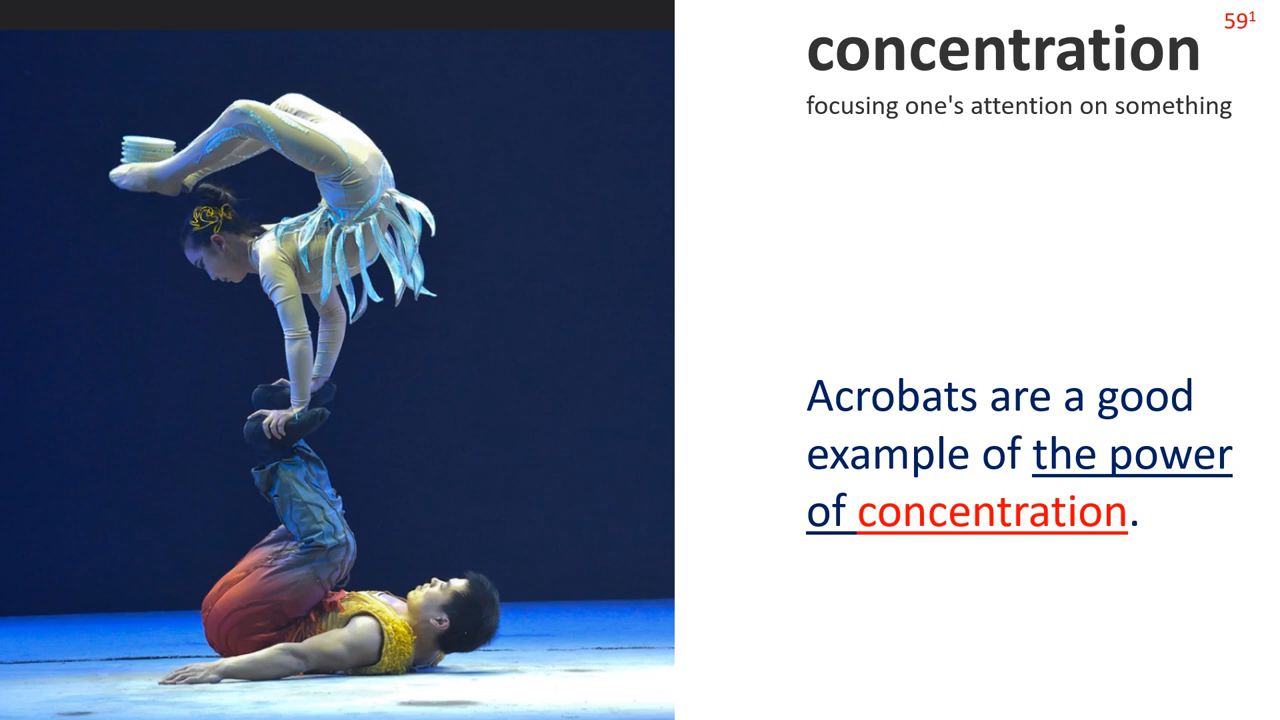 59¹
concentration
focusing one's attention on something
Acrobats are a good
example of the power
of concentration.